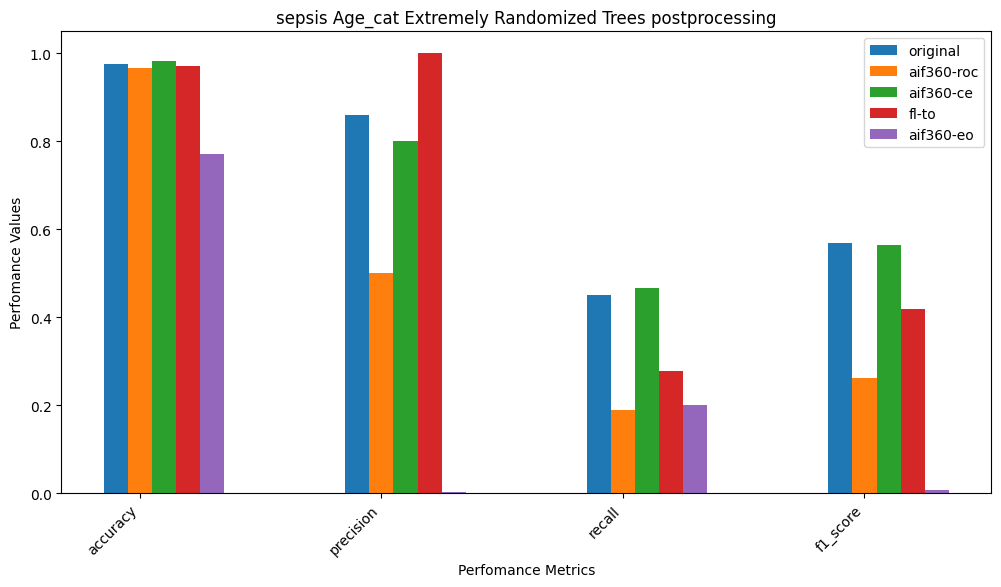 sepsis Age_cat Extremely Randomized Trees postprocessing
original
aif360-roc
aif360-ce
fl-to
aif360-eo
Perfomance Values
1.0
0.8
0.6
0.4
0.2
0.0
accuracy
precision
recall
f1_score
Perfomance Metrics